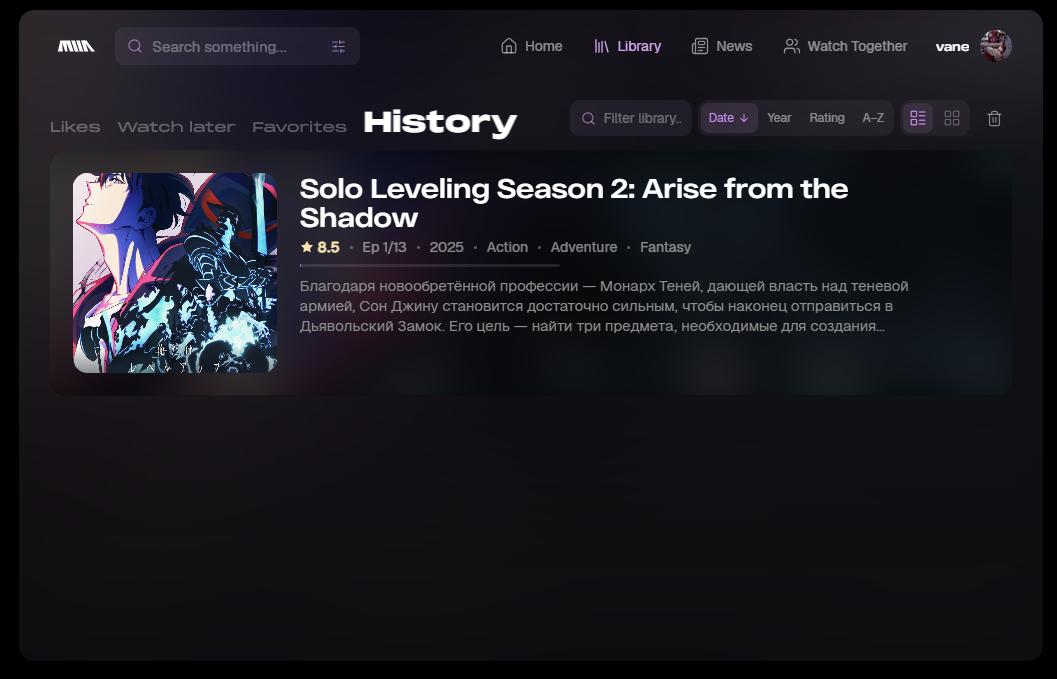 Search something...
Home
Library
News
Watch Together
vane
Likes
Watch later
Favorites
History
Filter library..
Date ↓
Year
Rating
A–Z
Solo Leveling Season 2: Arise from the
Shadow
8.5 • Ep 1/13 • 2025 • Action • Adventure • Fantasy
Благодаря новообретённой профессии — Монарх Теней, дающей власть над теневой
армией, Сон Джину становится достаточно сильным, чтобы наконец отправиться в
Дьявольский Замок. Его цель — найти три предмета, необходимые для создания...